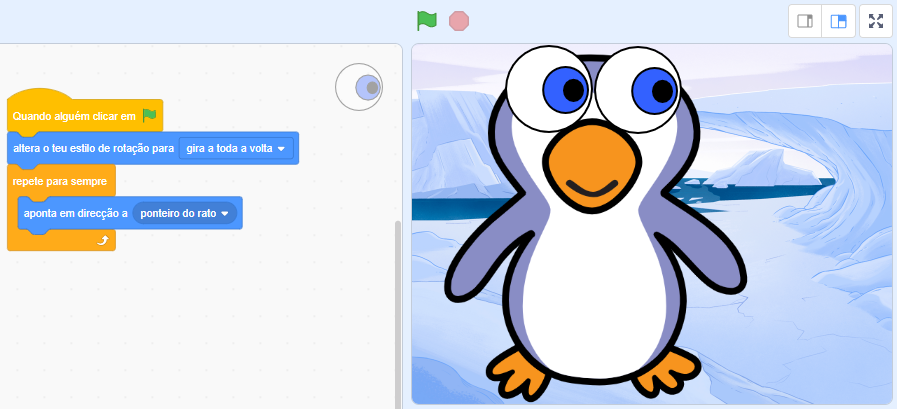 Quando alguém clicar em
altera o teu estilo de rotação para gira a toda a volta
repete para sempre
aponta em direcção a ponteiro do rato